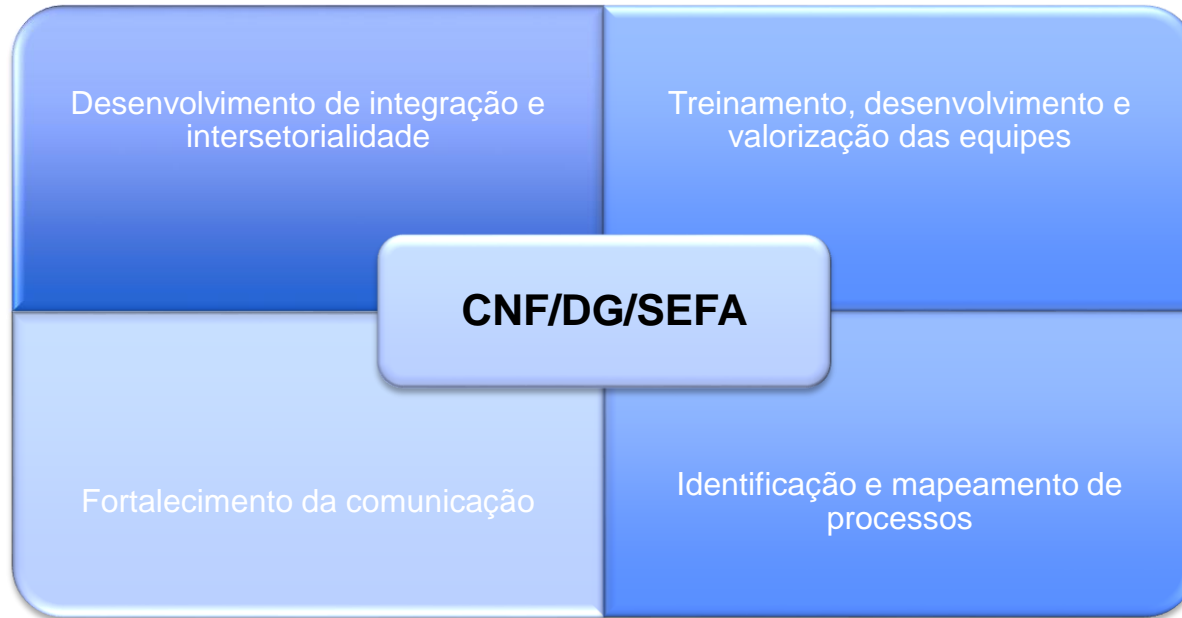 Desenvolvimento de integração e
intersetorialidade
Treinamento, desenvolvimento e
valorização das equipes
CNF/DG/SEFA
Fortalecimento da comunicação
Identificação e mapeamento de
processos